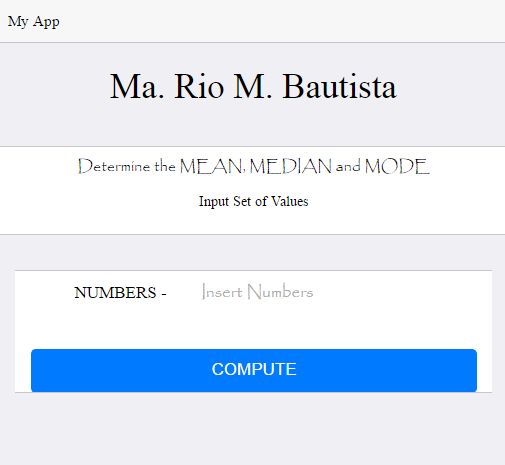 My App
Ma. Rio M. Bautista
Determine the MEAN, MEDIAN and MODE
Input Set of Values
NUMBERS - Insert Numbers
COMPUTE